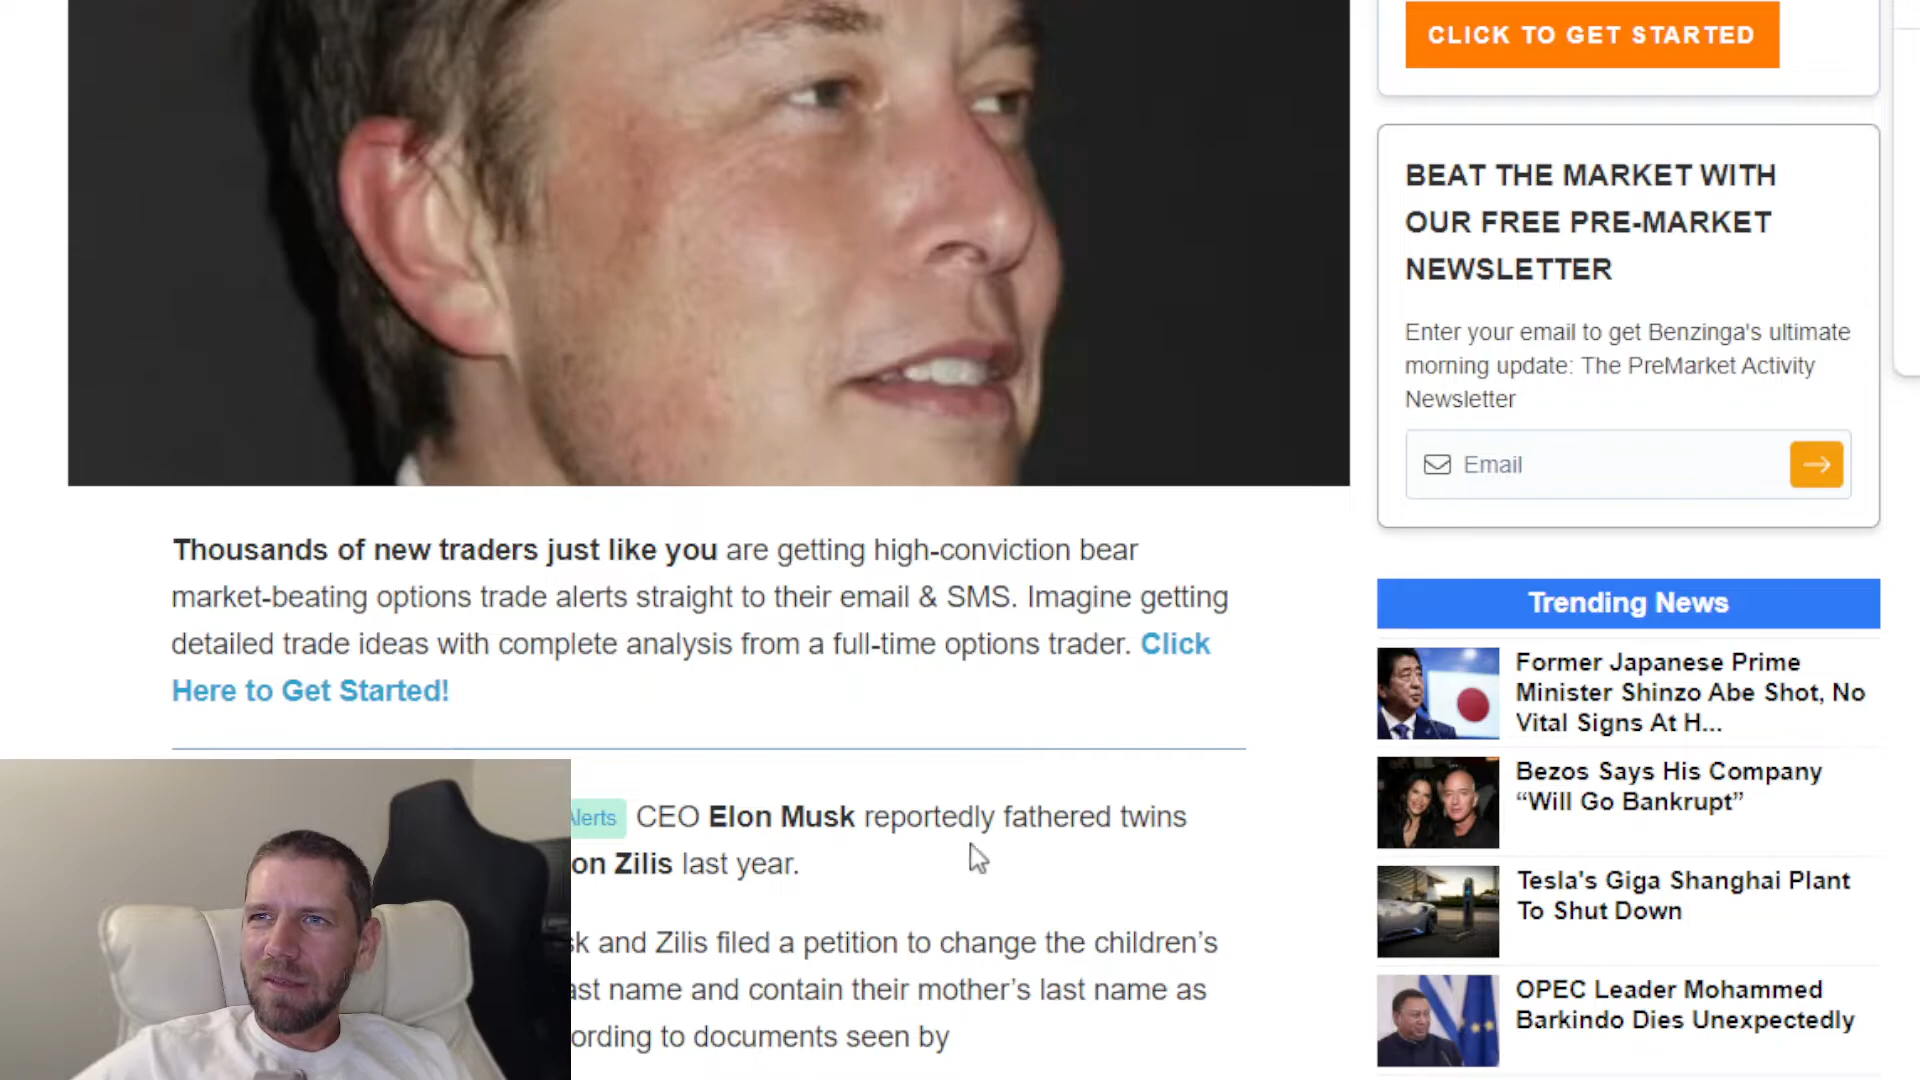 CLICK TO GET STARTED
BEAT THE MARKET WITH
OUR FREE PRE-MARKET
NEWSLETTER
Enter your email to get Benzinga's ultimate
morning update: The PreMarket Activity
Newsletter
Email
Thousands of new traders just like you are getting high-conviction bear
market-beating options trade alerts straight to their email & SMS. Imagine getting
detailed trade ideas with complete analysis from a full-time options trader. Click
Here to Get Started!
Alerts CEO Elon Musk reportedly fathered twins
on Zilis last year.
sk and Zilis filed a petition to change the children's
ast name and contain their mother's last name as
ording to documents seen by
Trending News
Former Japanese Prime
Minister Shinzo Abe Shot, No
Vital Signs At H...
Bezos Says His Company
“Will Go Bankrupt”
Tesla's Giga Shanghai Plant
To Shut Down
OPEC Leader Mohammed
Barkindo Dies Unexpectedly